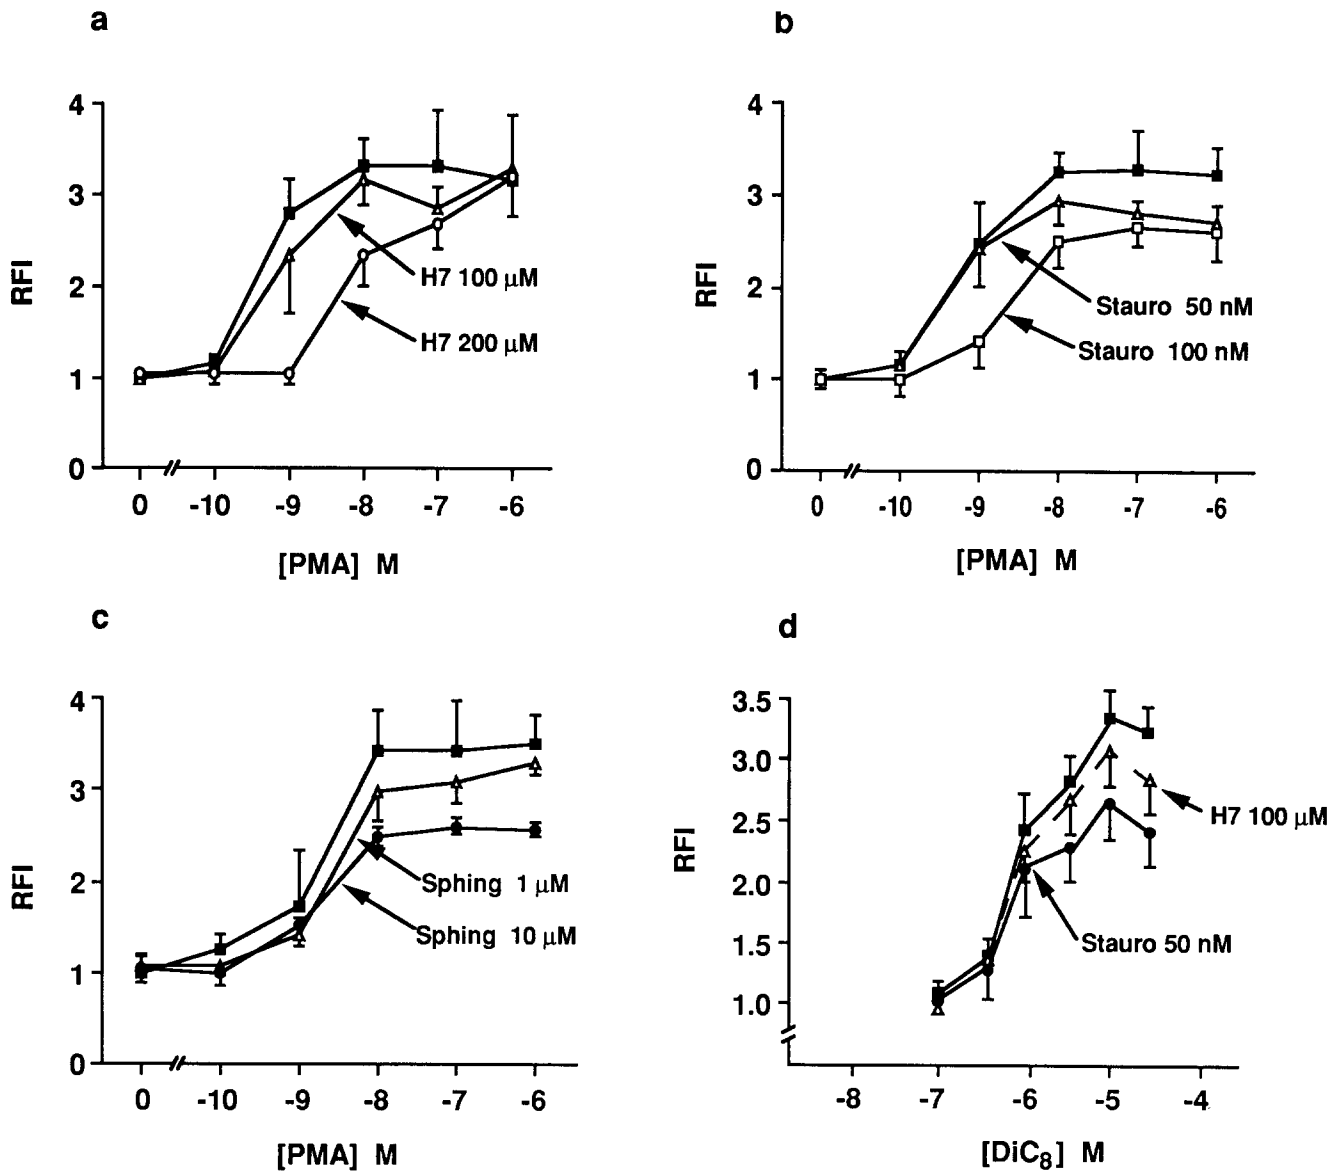 a
4
3
2
1
0
RFI
H7 100 µM
H7 200 µM
0 -10 -9 -8 -7 -6
[PMA] M
b
4
3
2
1
0
RFI
Stauro 50 nM
Stauro 100 nM
0 -10 -9 -8 -7 -6
[PMA] M
c
4
3
2
1
0
RFI
Sphing 1 µM
Sphing 10 µM
0 -10 -9 -8 -7 -6
[PMA] M
d
3.5
3.0
2.5
2.0
1.5
1.0
RFI
H7 100 µM
Stauro 50 nM
-8 -7 -6 -5 -4
[DiC8] M